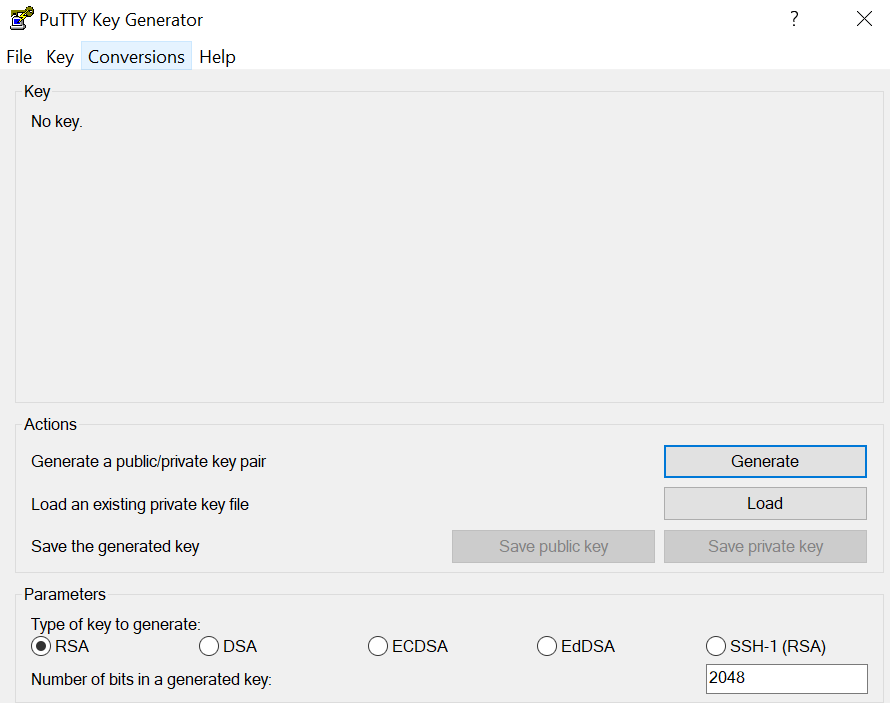 PuTTY Key Generator
?
File Key Conversions Help
Key
No key.
Actions
Generate a public/private key pair
Generate
Load an existing private key file
Load
Save the generated key
Save public key
Save private key
Parameters
Type of key to generate:
RSA
DSA
ECDSA
EdDSA
SSH-1 (RSA)
Number of bits in a generated key:
2048